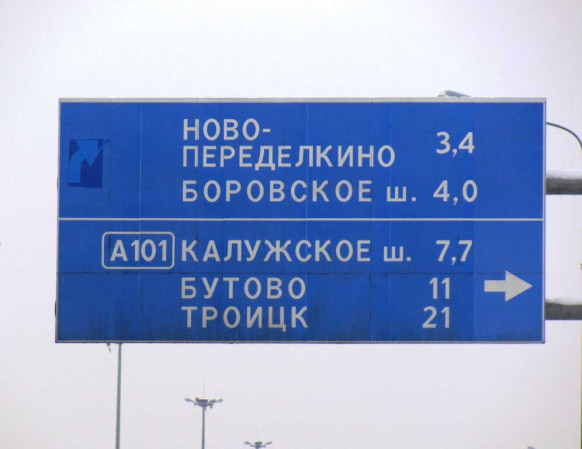 НОВО-
ПЕРЕДЕЛКИНО 3,4
БОРОВСКОЕ ш. 4,0
А101 КАЛУЖСКОЕ ш. 7,7
БУТОВО 11
ТРОИЦК 21